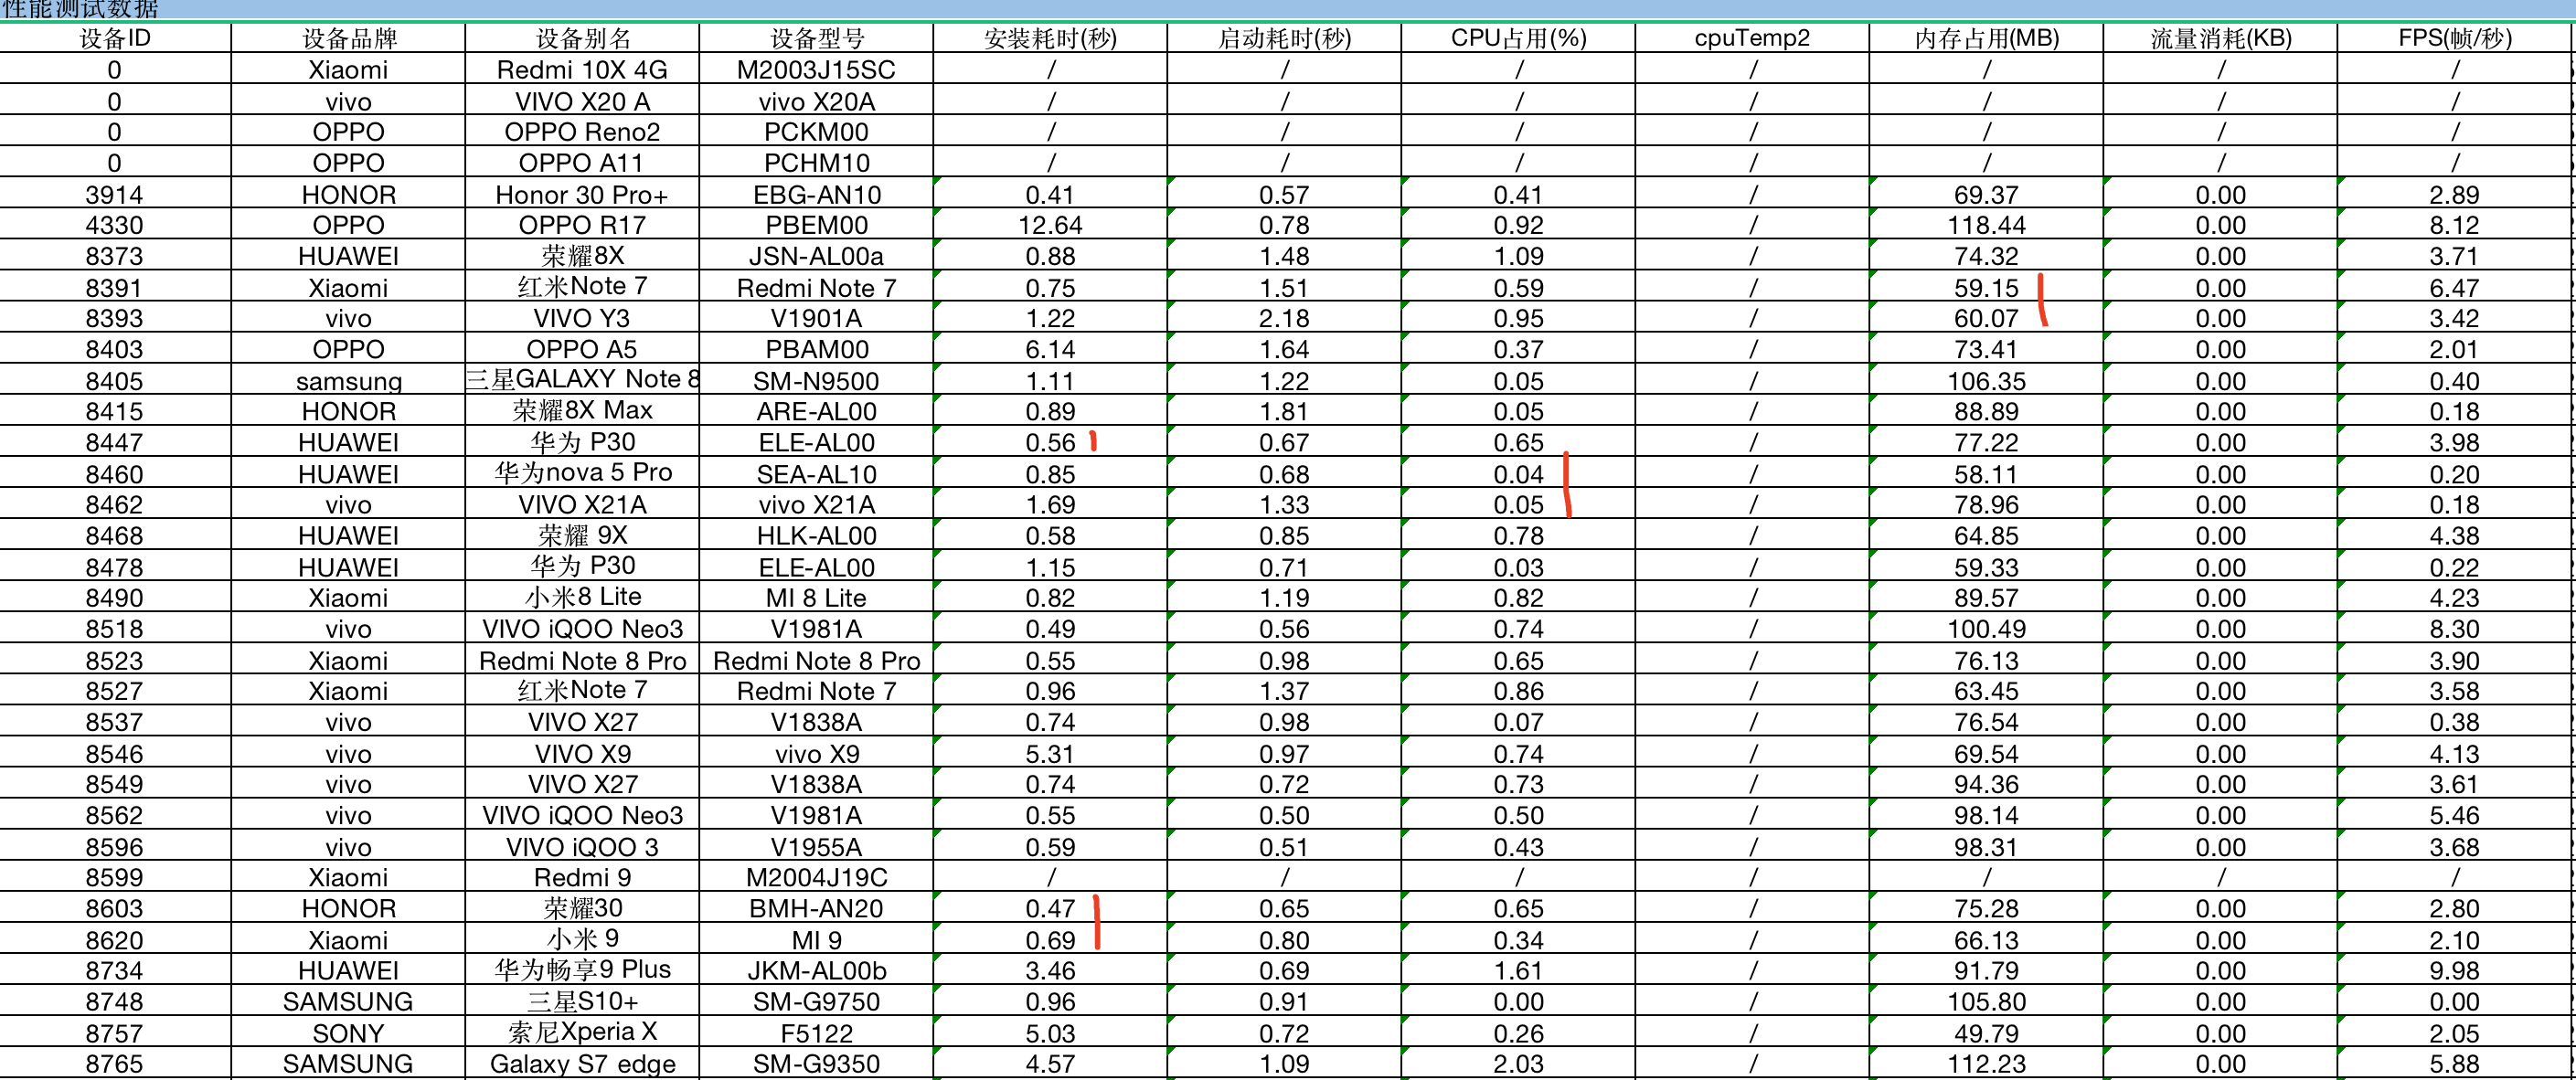 性能测试数据
设备ID 设备品牌 设备别名 设备型号 安装耗时(秒) 启动耗时(秒) CPU占用(%) cpuTemp2 内存占用(MB) 流量消耗(KB) FPS(帧/秒)
0 Xiaomi Redmi 10X 4G M2003J15SC / / / / / / /
0 vivo VIVO X20 A vivo X20A / / / / / / /
0 OPPO OPPO Reno2 PCKM00 / / / / / / /
0 OPPO OPPO A11 PCHM10 / / / / / / /
3914 HONOR Honor 30 Pro+ EBG-AN10 0.41 0.57 0.41 / 69.37 0.00 2.89
4330 OPPO OPPO R17 PBEM00 12.64 0.78 0.92 / 118.44 0.00 8.12
8373 HUAWEI 荣耀8X JSN-AL00a 0.88 1.48 1.09 / 74.32 0.00 3.71
8391 Xiaomi 红米Note 7 Redmi Note 7 0.75 1.51 0.59 / 59.15 0.00 6.47
8393 vivo VIVO Y3 V1901A 1.22 2.18 0.95 / 60.07 0.00 3.42
8403 OPPO OPPO A5 PBAM00 6.14 1.64 0.37 / 73.41 0.00 2.01
8405 samsung 三星GALAXY Note 8 SM-N9500 1.11 1.22 0.05 / 106.35 0.00 0.40
8415 HONOR 荣耀8X Max ARE-AL00 0.89 1.81 0.05 / 88.89 0.00 0.18
8447 HUAWEI 华为 P30 ELE-AL00 0.56 0.67 0.65 / 77.22 0.00 3.98
8460 HUAWEI 华为nova 5 Pro SEA-AL10 0.85 0.68 0.04 / 58.11 0.00 0.20
8462 vivo VIVO X21A vivo X21A 1.69 1.33 0.05 / 78.96 0.00 0.18
8468 HUAWEI 荣耀 9X HLK-AL00 0.58 0.85 0.78 / 64.85 0.00 4.38
8478 HUAWEI 华为 P30 ELE-AL00 1.15 0.71 0.03 / 59.33 0.00 0.22
8490 Xiaomi 小米8 Lite MI 8 Lite 0.82 1.19 0.82 / 89.57 0.00 4.23
8518 vivo VIVO iQOO Neo3 V1981A 0.49 0.56 0.74 / 100.49 0.00 8.30
8523 Xiaomi Redmi Note 8 Pro Redmi Note 8 Pro 0.55 0.98 0.65 / 76.13 0.00 3.90
8527 Xiaomi 红米Note 7 Redmi Note 7 0.96 1.37 0.86 / 63.45 0.00 3.58
8537 vivo VIVO X27 V1838A 0.74 0.98 0.07 / 76.54 0.00 0.38
8546 vivo VIVO X9 vivo X9 5.31 0.97 0.74 / 69.54 0.00 4.13
8549 vivo VIVO X27 V1838A 0.74 0.72 0.73 / 94.36 0.00 3.61
8562 vivo VIVO iQOO Neo3 V1981A 0.55 0.50 0.50 / 98.14 0.00 5.46
8596 vivo VIVO iQOO 3 V1955A 0.59 0.51 0.43 / 98.31 0.00 3.68
8599 Xiaomi Redmi 9 M2004J19C / / / / / / /
8603 HONOR 荣耀30 BMH-AN20 0.47 0.65 0.65 / 75.28 0.00 2.80
8620 Xiaomi 小米 9 MI 9 0.69 0.80 0.34 / 66.13 0.00 2.10
8734 HUAWEI 华为畅享9 Plus JKM-AL00b 3.46 0.69 1.61 / 91.79 0.00 9.98
8748 SAMSUNG 三星S10+ SM-G9750 0.96 0.91 0.00 / 105.80 0.00 0.00
8757 SONY 索尼Xperia X F5122 5.03 0.72 0.26 / 49.79 0.00 2.05
8765 SAMSUNG Galaxy S7 edge SM-G9350 4.57 1.09 2.03 / 112.23 0.00 5.88